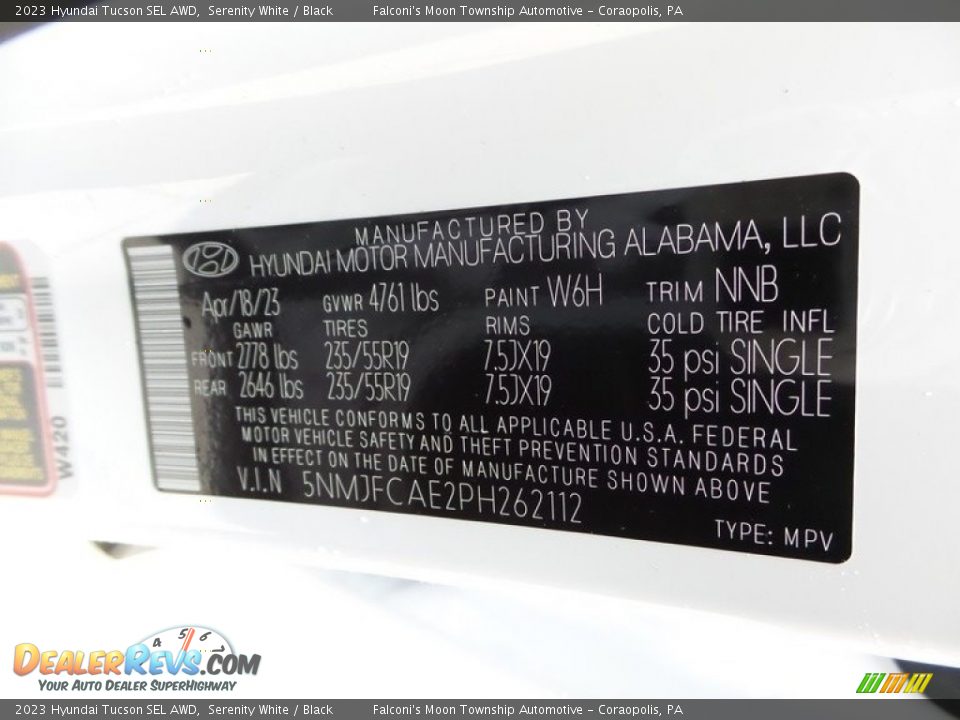 2023 Hyundai Tucson SEL AWD, Serenity White / Black Falconi's Moon Township Automotive - Coraopolis, PA
MANUFACTURED BY
HYUNDAI MOTOR MANUFACTURING ALABAMA, LLC
Apr/18/23 GVWR 4761 lbs PAINT W6H TRIM NNB
GAWR TIRES RIMS COLD TIRE INFL
FRONT 2778 lbs 235/55R19 7.5JX19 35 psi SINGLE
REAR 2646 lbs 235/55R19 7.5JX19 35 psi SINGLE
THIS VEHICLE CONFORMS TO ALL APPLICABLE U.S.A. FEDERAL
MOTOR VEHICLE SAFETY AND THEFT PREVENTION STANDARDS
IN EFFECT ON THE DATE OF MANUFACTURE SHOWN ABOVE
V.I.N 5NMJFCAE2PH262112
TYPE: MPV
W420
4 5 6 7
DEALERREVS.COM
YOUR AUTO DEALER SUPERHIGHWAY
2023 Hyundai Tucson SEL AWD, Serenity White / Black Falconi's Moon Township Automotive - Coraopolis, PA